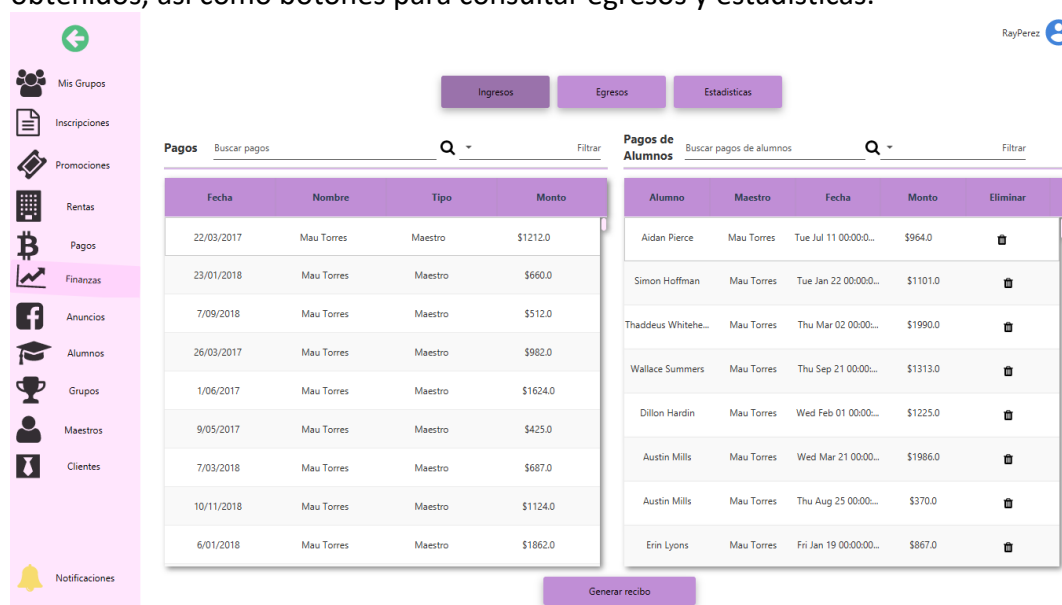 obtenidos, así como botones para consultar egresos y estadísticas.
RayPerez
Mis Grupos
Inscripciones
Promociones
Rentas
Pagos
Finanzas
Anuncios
Alumnos
Grupos
Maestros
Clientes
Notificaciones
Ingresos Egresos Estadisticas
Pagos Buscar pagos Filtrar
Fecha Nombre Tipo Monto
22/03/2017 Mau Torres Maestro $1212.0
23/01/2018 Mau Torres Maestro $660.0
7/09/2018 Mau Torres Maestro $512.0
26/03/2017 Mau Torres Maestro $982.0
1/06/2017 Mau Torres Maestro $1624.0
9/05/2017 Mau Torres Maestro $425.0
7/03/2018 Mau Torres Maestro $687.0
10/11/2018 Mau Torres Maestro $1124.0
6/01/2018 Mau Torres Maestro $1862.0
Pagos de
Alumnos Buscar pagos de alumnos Filtrar
Alumno Maestro Fecha Monto Eliminar
Aidan Pierce Mau Torres Tue Jul 11 00:00:0... $964.0
Simon Hoffman Mau Torres Tue Jan 22 00:00:0... $1101.0
Thaddeus Whitehe... Mau Torres Thu Mar 02 00:00:... $1990.0
Wallace Summers Mau Torres Thu Sep 21 00:00:... $1313.0
Dillon Hardin Mau Torres Wed Feb 01 00:00:... $1225.0
Austin Mills Mau Torres Wed Mar 21 00:00... $1986.0
Austin Mills Mau Torres Thu Aug 25 00:00:... $370.0
Erin Lyons Mau Torres Fri Jan 19 00:00:00... $867.0
Generar recibo